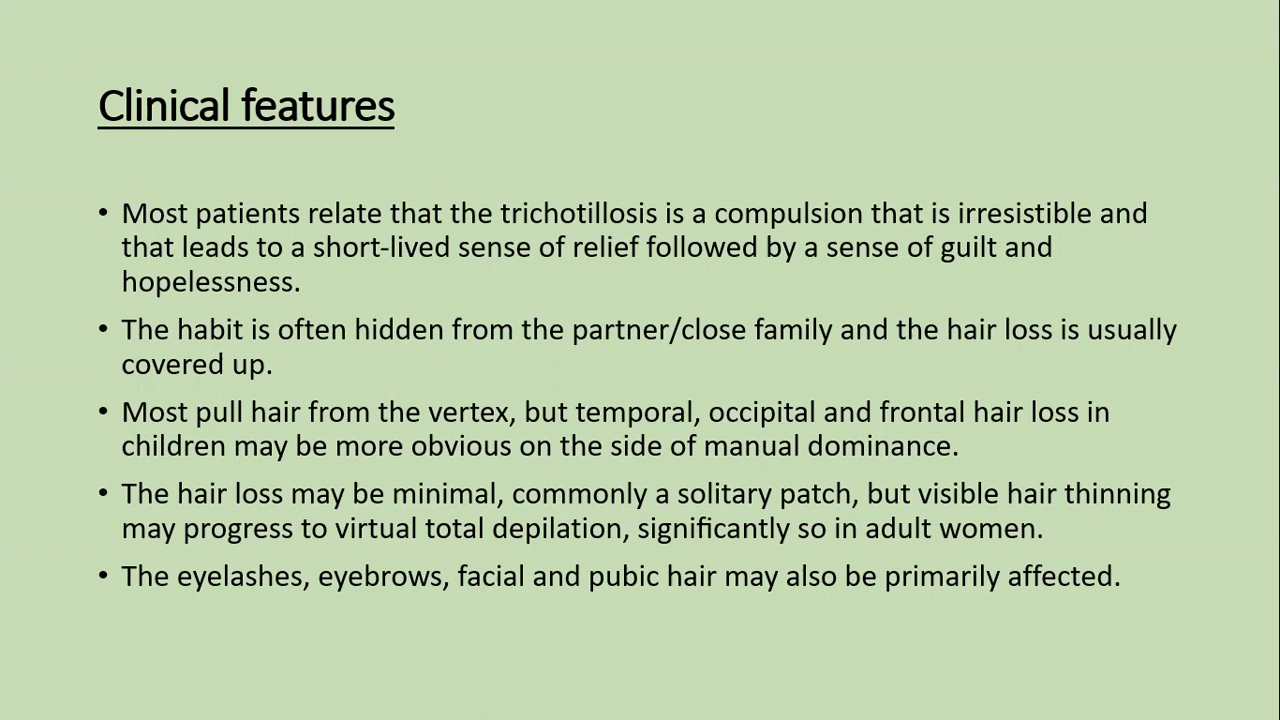 Clinical features
• Most patients relate that the trichotillosis is a compulsion that is irresistible and
that leads to a short-lived sense of relief followed by a sense of guilt and
hopelessness.
• The habit is often hidden from the partner/close family and the hair loss is usually
covered up.
• Most pull hair from the vertex, but temporal, occipital and frontal hair loss in
children may be more obvious on the side of manual dominance.
• The hair loss may be minimal, commonly a solitary patch, but visible hair thinning
may progress to virtual total depilation, significantly so in adult women.
• The eyelashes, eyebrows, facial and pubic hair may also be primarily affected.